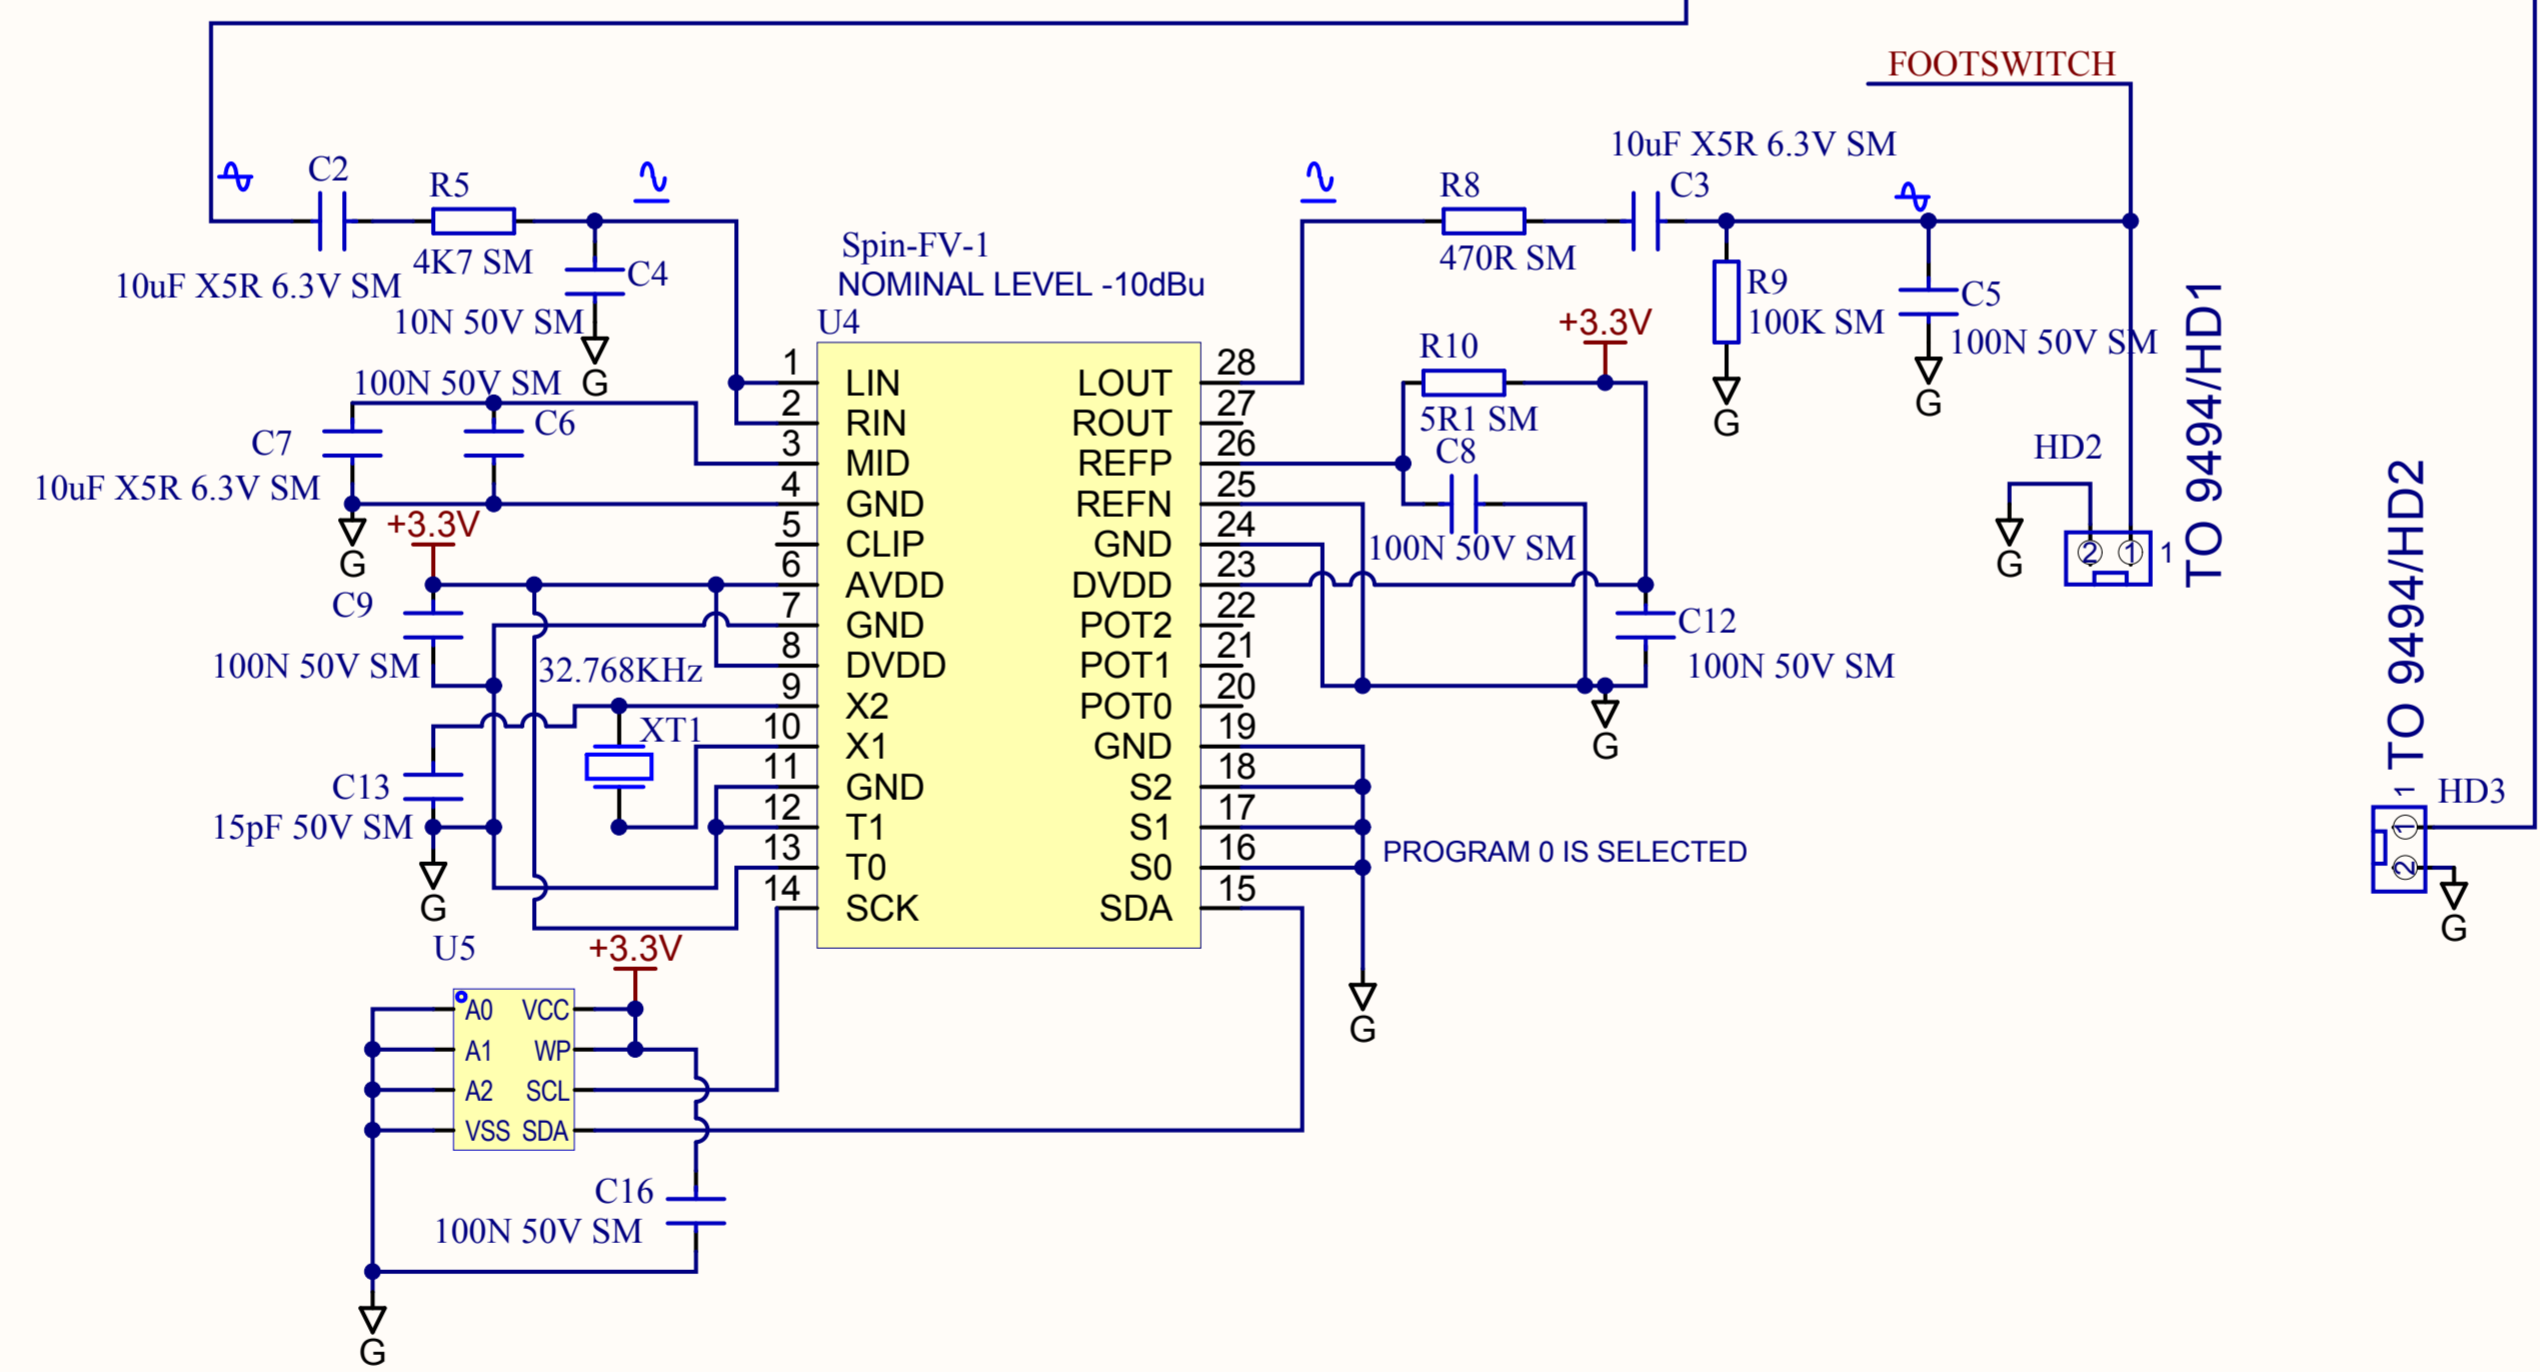 FOOTSWITCH
10uF X5R 6.3V SM
C2
R5
4K7 SM
10uF X5R 6.3V SM
C4
10N 50V SM
G
R8
470R SM
C3
R9
100K SM
G
C5
100N 50V SM
G
Spin-FV-1
NOMINAL LEVEL -10dBu
U4
1 LIN
2 RIN
3 MID
4 GND
5 CLIP
6 AVDD
7 GND
8 DVDD
9 X2
10 X1
11 GND
12 T1
13 T0
14 SCK
LOUT 28
ROUT 27
REFP 26
REFN 25
GND 24
DVDD 23
POT2 22
POT1 21
POT0 20
GND 19
S2 18
S1 17
S0 16
SDA 15
100N 50V SM
C7
C6
10uF X5R 6.3V SM
G
+3.3V
C9
100N 50V SM
32.768KHz
XT1
C13
15pF 50V SM
G
R10
5R1 SM
+3.3V
C8
100N 50V SM
C12
100N 50V SM
G
PROGRAM 0 IS SELECTED
G
HD2
2 1 1
G
TO 9494/HD1
TO 9494/HD2
1
HD3
1
2
G
U5
+3.3V
A0 VCC
A1 WP
A2 SCL
VSS SDA
C16
100N 50V SM
G